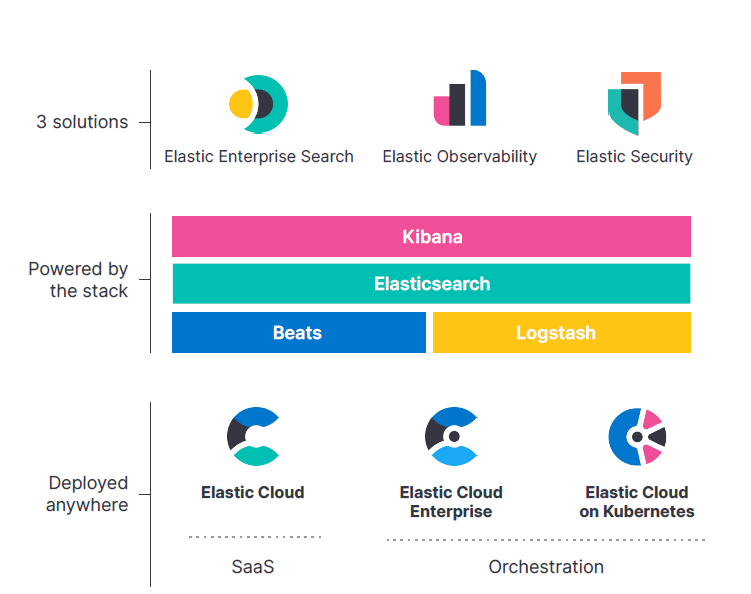 3 solutions
Elastic Enterprise Search
Elastic Observability
Elastic Security
Powered by
the stack
Kibana
Elasticsearch
Beats
Logstash
Deployed
anywhere
Elastic Cloud
Elastic Cloud
Enterprise
Elastic Cloud
on Kubernetes
SaaS
Orchestration